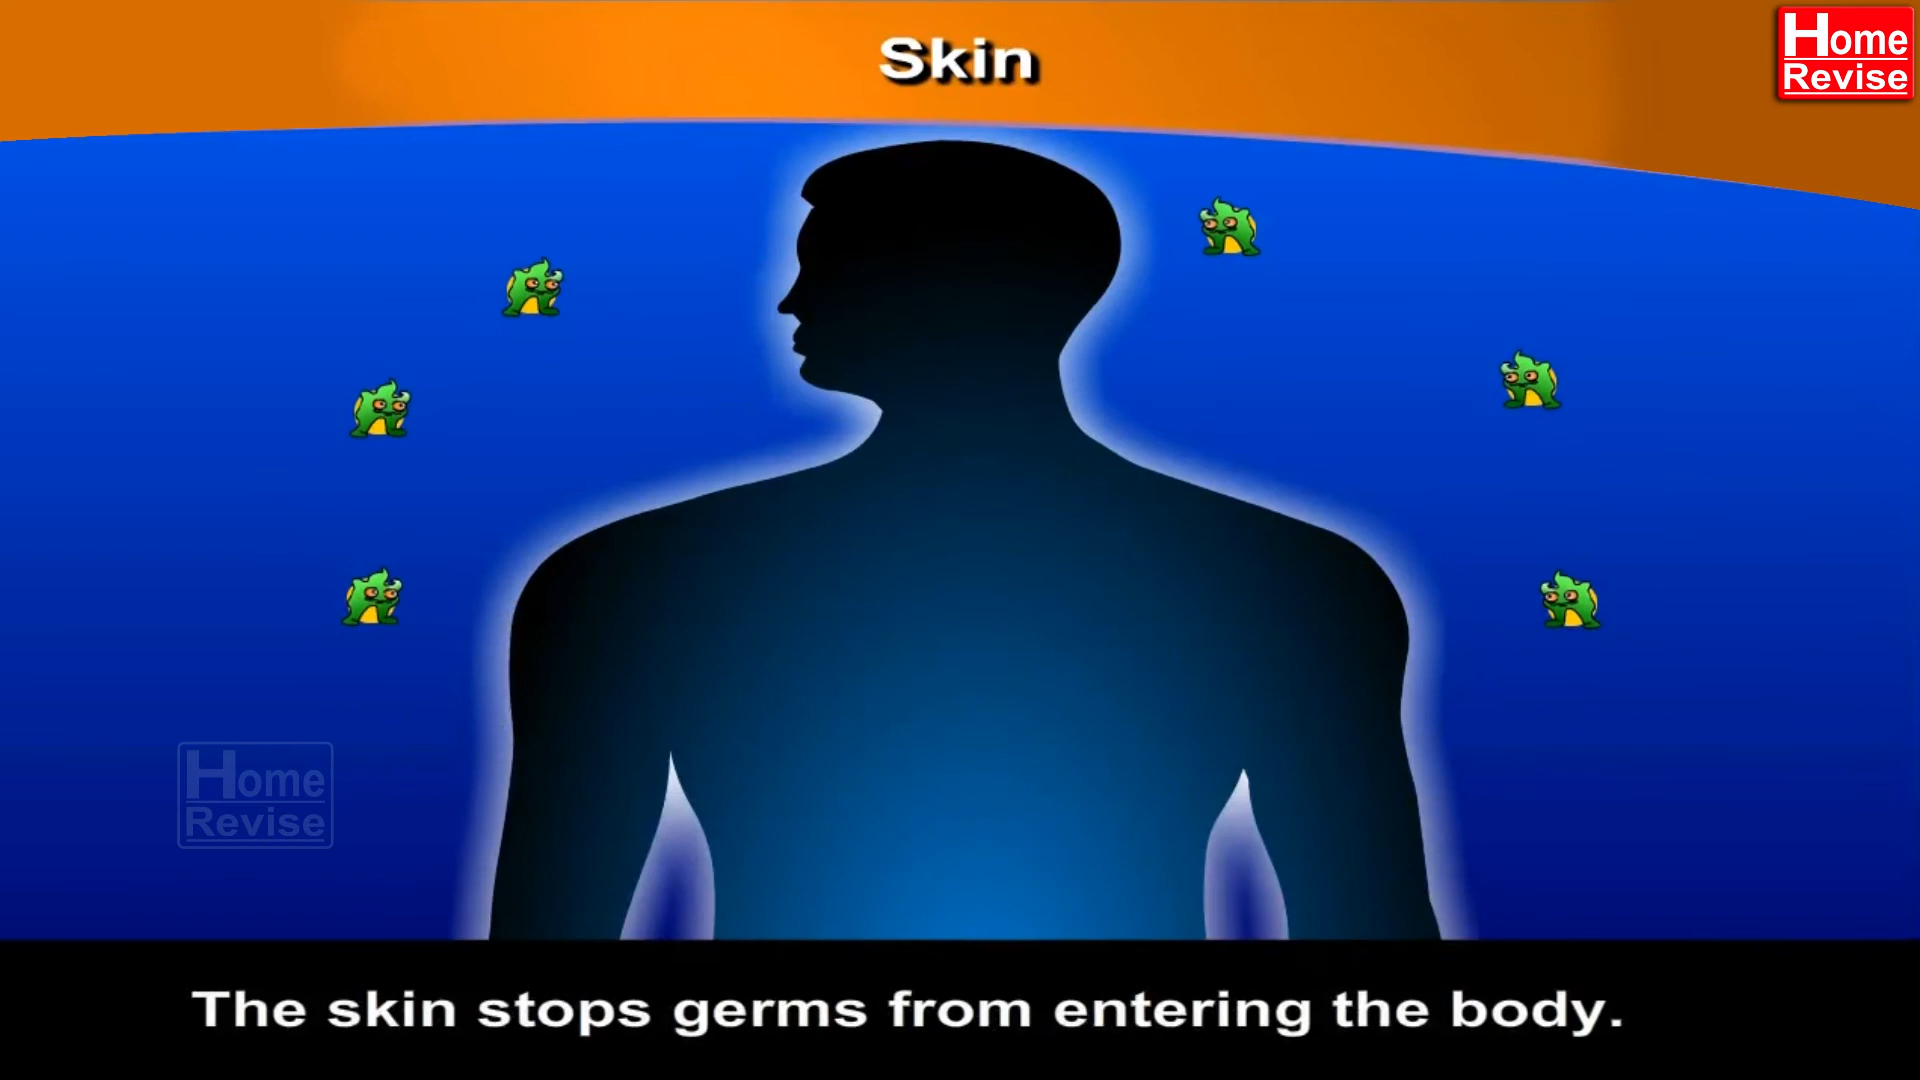 Skin
Home
Revise
Home
Revise
The skin stops germs from entering the body.